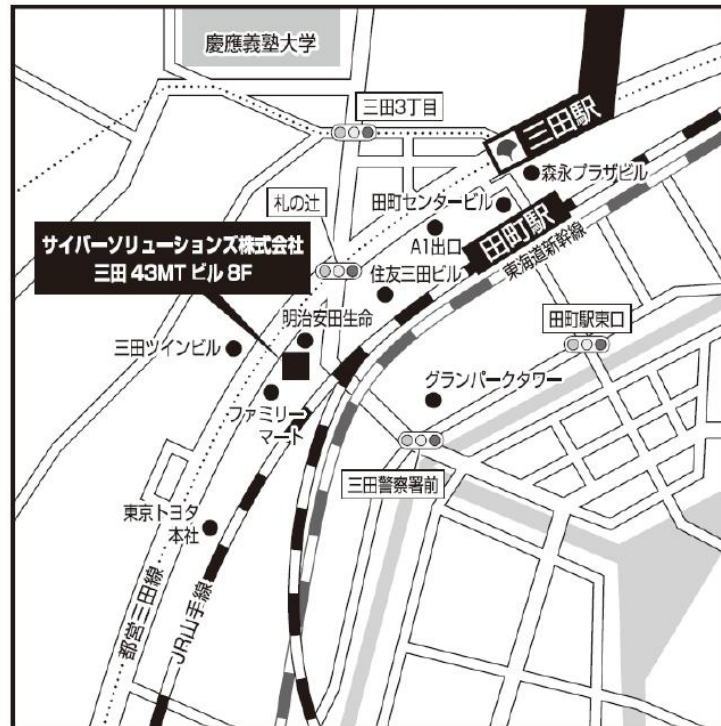 慶應義塾大学
三田3丁目
三田駅
森永プラザビル
札の辻
田町センタービル
田町駅
A1出口
東海道新幹線
サイバーソリューションズ株式会社
三田43MTビル8F
住友三田ビル
明治安田生命
田町駅東口
三田ツインビル
グランパークタワー
ファミリー
マート
三田警察署前
東京トヨタ
本社
都営三田線
JR山手線